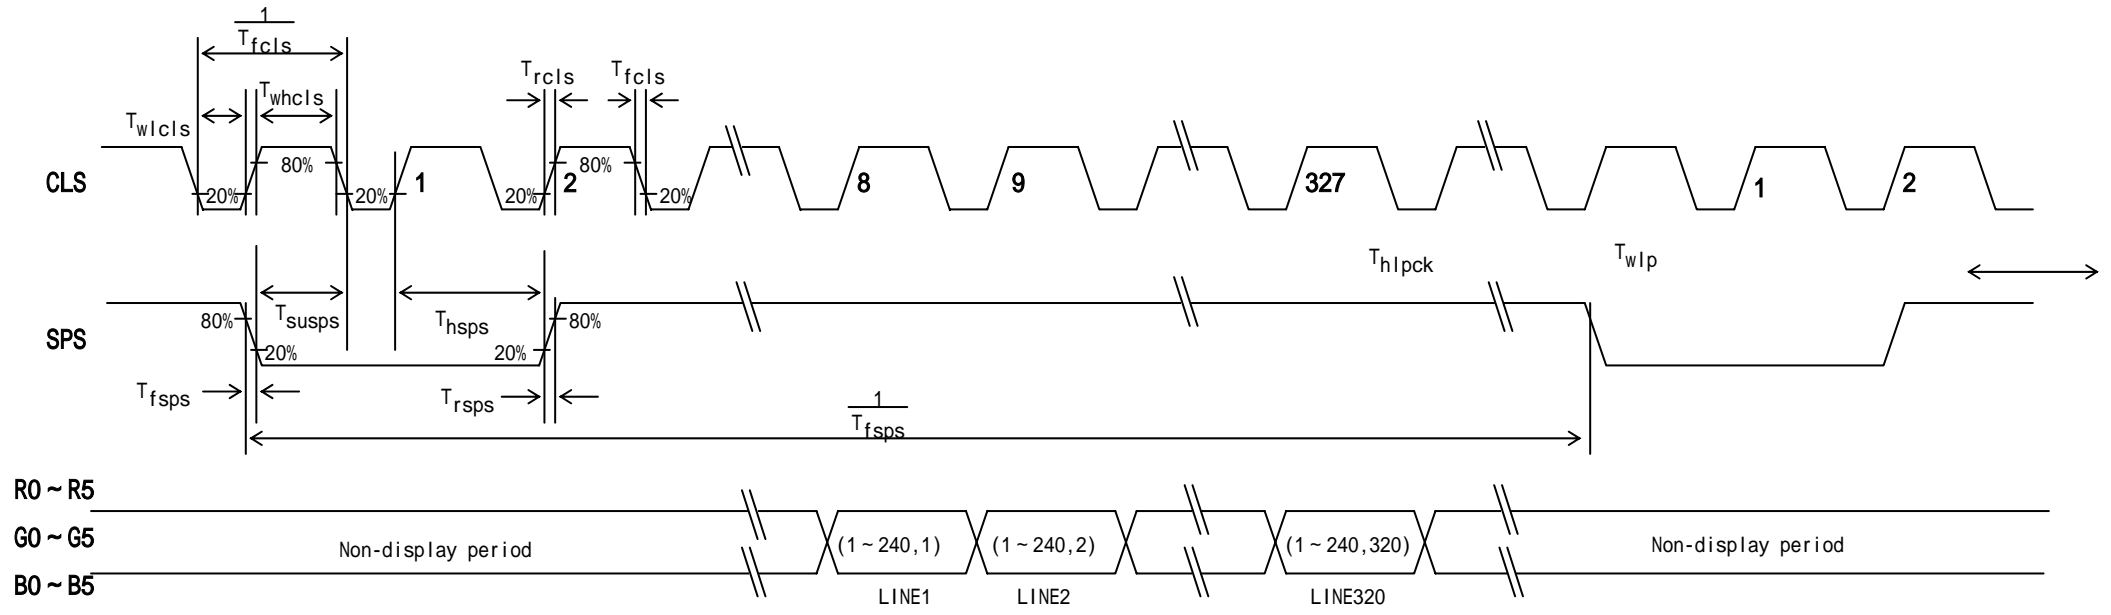 1
Tfcls
Twhcls
Twlcls
Trcls
Tfcls
CLS
20%
80%
20%
1
20%
2
80%
20%
8
9
327
1
2
Thlpck
Twlp
SPS
80%
20%
Tsusps
Thsps
20%
80%
Tfsps
Trsps
1
Tfsps
R0 ~ R5
G0 ~ G5
B0 ~ B5
Non-display period
(1 ~ 240,1)
(1 ~ 240,2)
(1 ~ 240,320)
Non-display period
LINE1
LINE2
LINE320